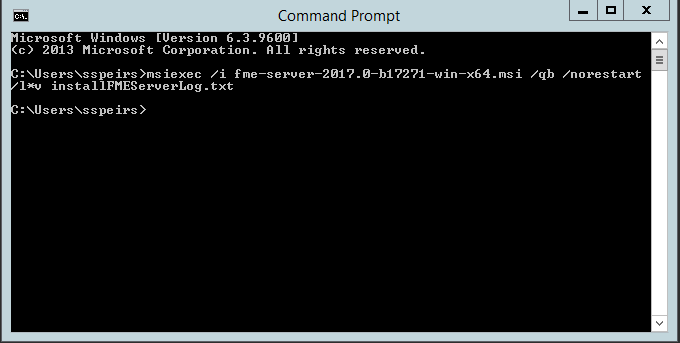 Command Prompt
Microsoft Windows [Version 6.3.9600]
(c) 2013 Microsoft Corporation. All rights reserved.
C:\Users\sspeirs>msiexec /i fme-server-2017.0-b17271-win-x64.msi /qb /norestart
/l*v installFMEServerLog.txt
C:\Users\sspeirs>